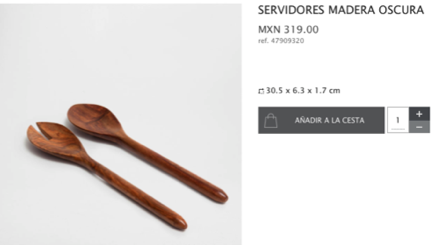 SERVIDORES MADERA OSCURA
MXN 319.00
ref. 47909320
30.5 x 6.3 x 1.7 cm
AÑADIR A LA CESTA
1
+
−